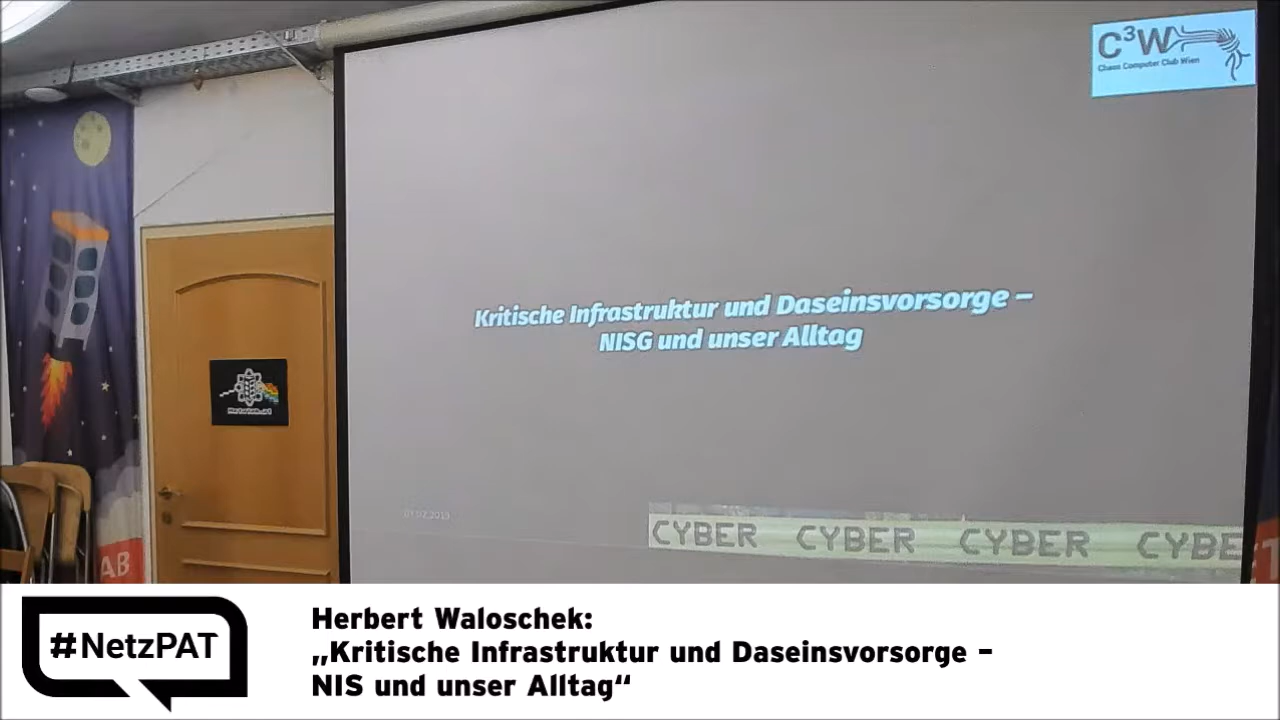 C³W
Chaos Computer Club Wien
Kritische Infrastruktur und Daseinsvorsorge –
NISG und unser Alltag
CYBER CYBER CYBER CYBE
AB
#NetzPAT
Herbert Waloschek:
„Kritische Infrastruktur und Daseinsvorsorge –
NIS und unser Alltag“